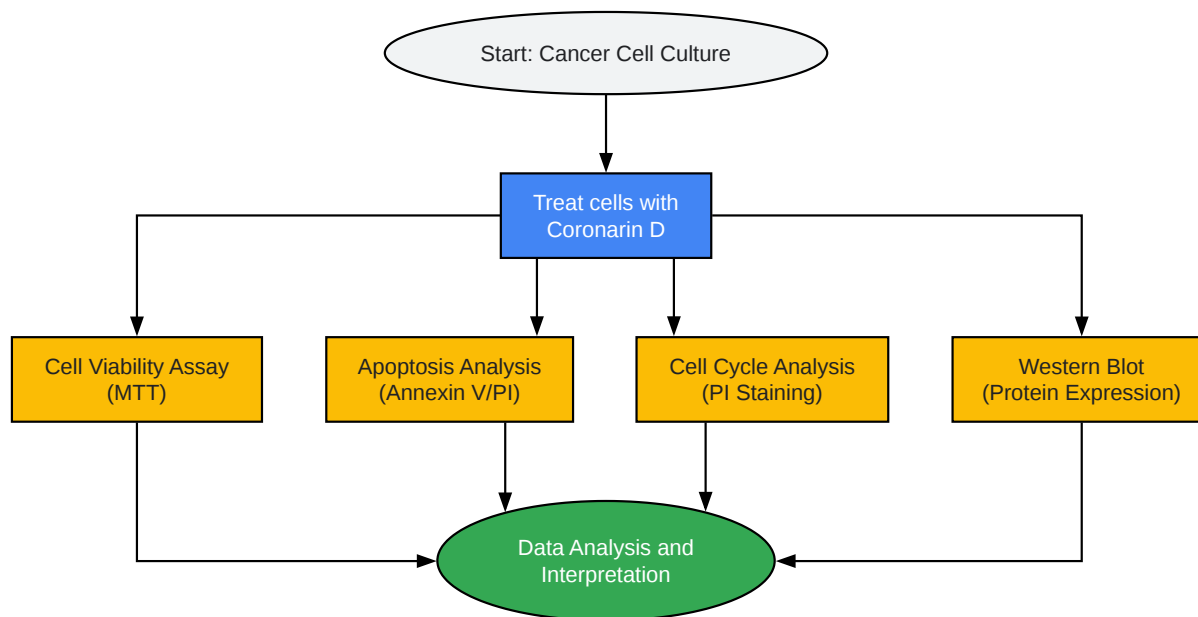 Start: Cancer Cell Culture
Treat cells with
Coronarin D
Cell Viability Assay
(MTT)
Apoptosis Analysis
(Annexin V/PI)
Cell Cycle Analysis
(PI Staining)
Western Blot
(Protein Expression)
Data Analysis and
Interpretation